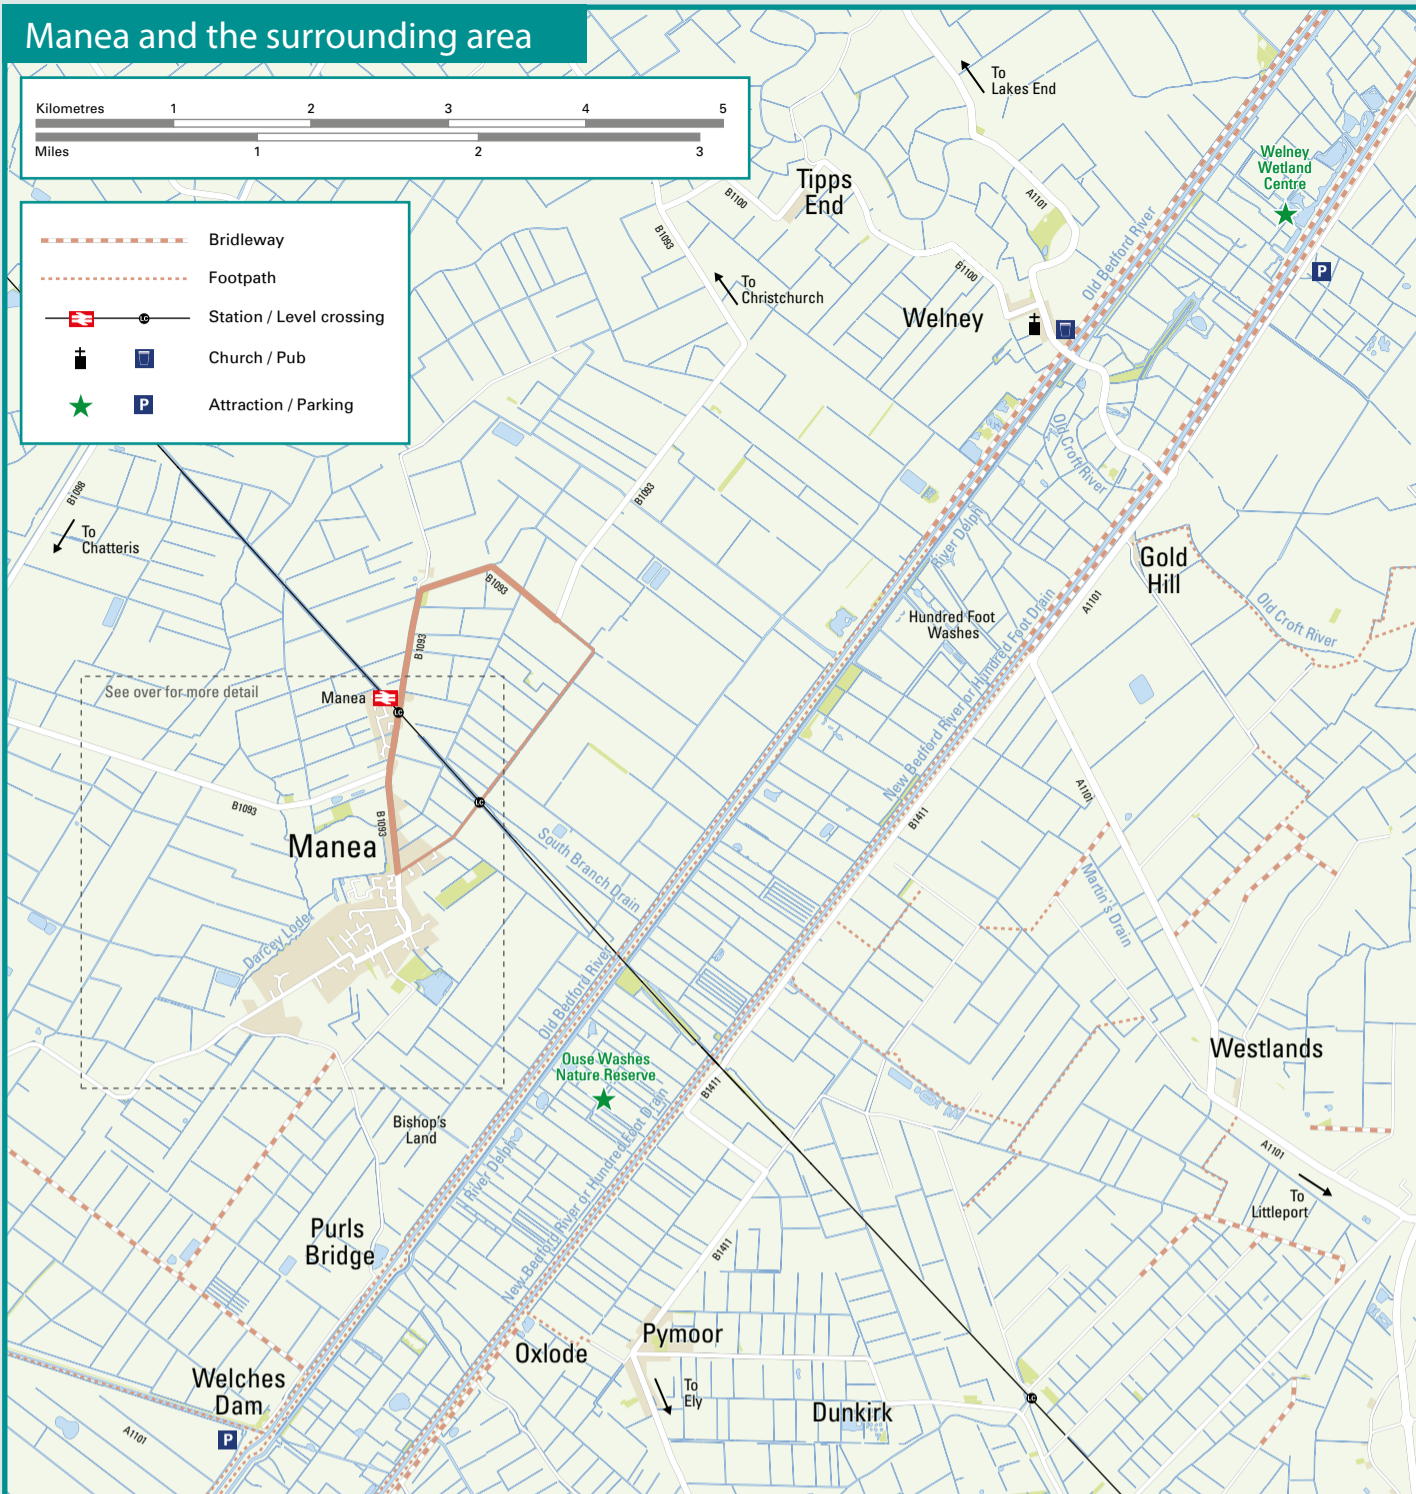 Manea and the surrounding area
Kilometres 1 2 3 4 5
Miles 1 2 3
Bridleway
Footpath
LC Station / Level crossing
Church / Pub
P Attraction / Parking
To
Lakes End
Welney
Wetland
Centre
P
Tipps
End
B1100
A1101
B1093
Old Bedford River
B1100
To
Christchurch
Welney
Old Croft River
B1098
To
Chatteris
B1093
River Delph
Gold
Hill
B1093
Hundred Foot
Washes
A1101
Old Croft River
B1093
See over for more detail
Manea
LC
New Bedford River or Hundred Foot Drain
A1101
B1093
LC
B1093
B1411
Manea
South Branch Drain
Martin's Drain
Darcey Lode
Old Bedford River
Westlands
Ouse Washes
Nature Reserve
B1411
Bishop's
Land
River Delph
New Bedford River or Hundred Foot Drain
A1101
To
Littleport
Purls
Bridge
B1411
Pymoor
Oxlode
Welches
Dam
To
Ely
LC
Dunkirk
A1101
P